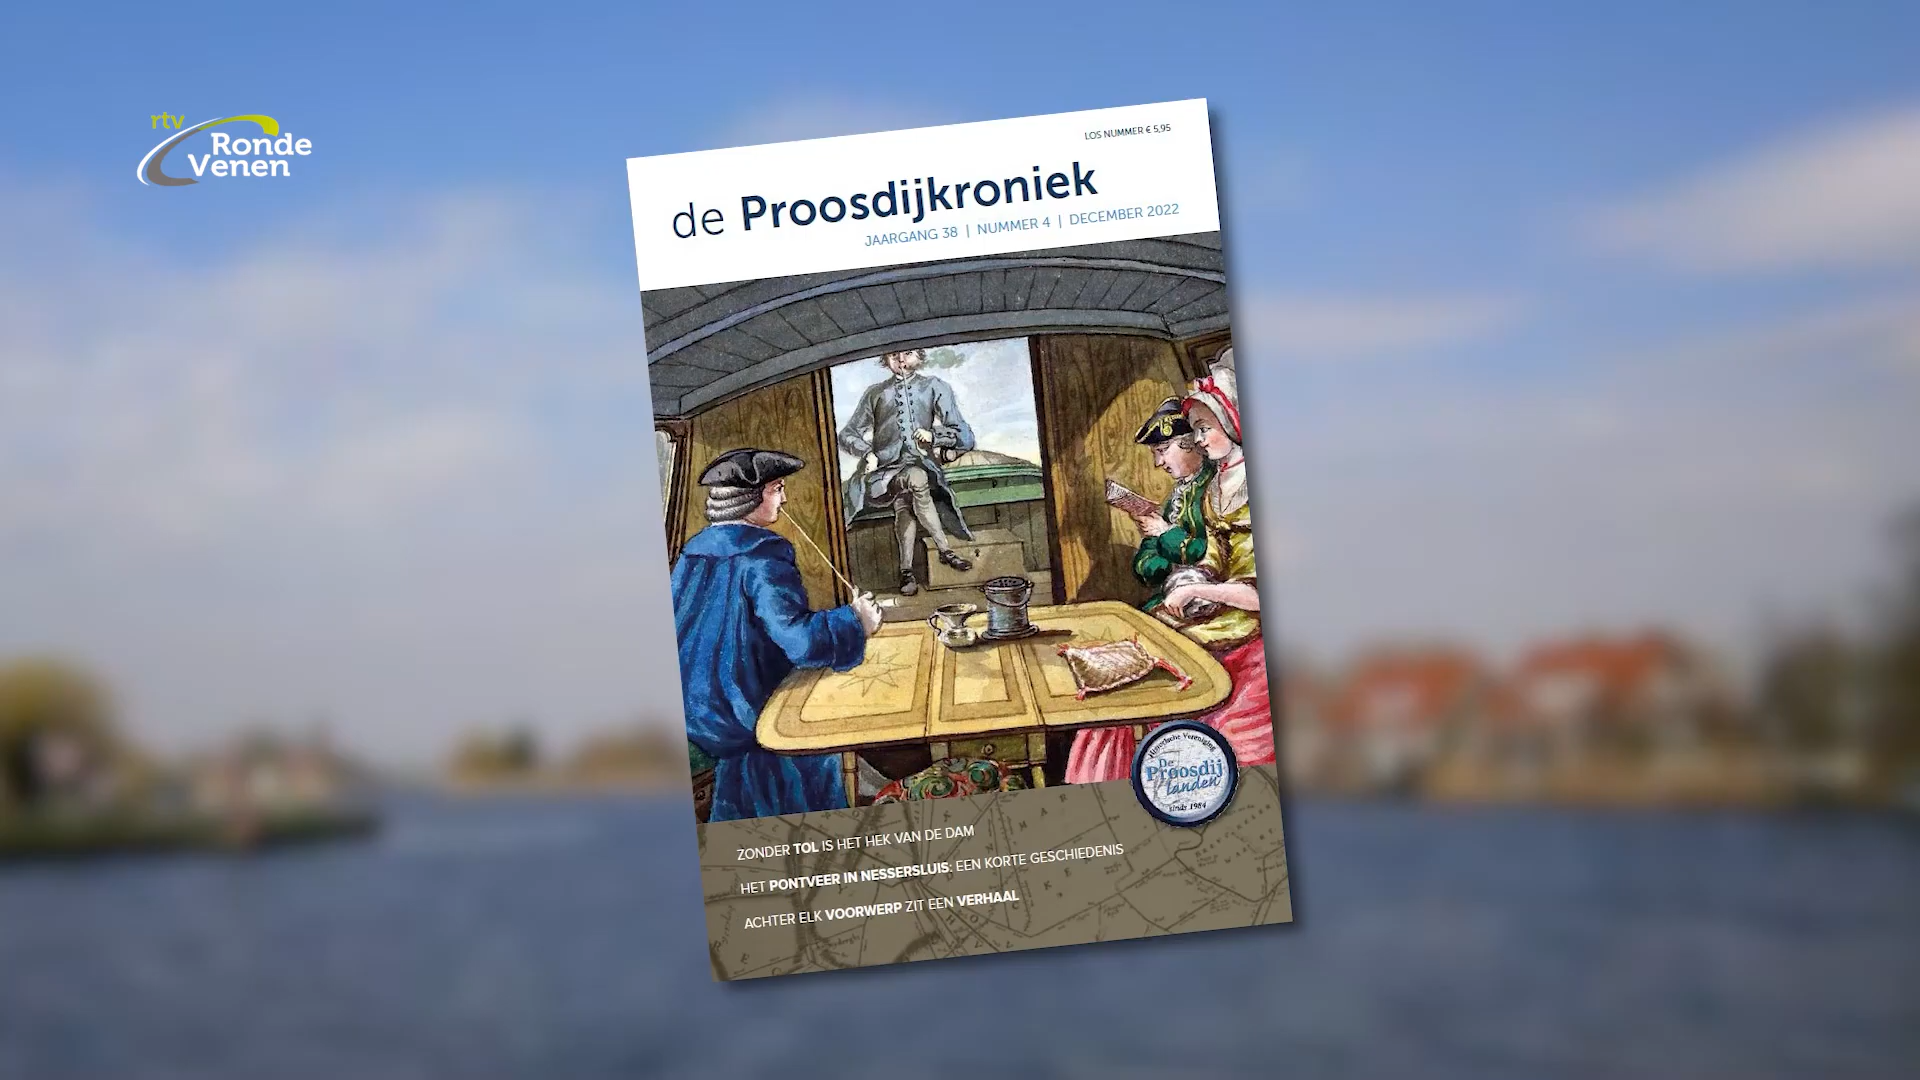 rtv
Ronde
Venen
LOS NUMMER € 5,95
de Proosdijkroniek
JAARGANG 38 | NUMMER 4 | DECEMBER 2022
Historische Vereniging
De
Proosdij
landen
sinds 1984
ZONDER TOL IS HET HEK VAN DE DAM
HET PONTVEER IN NESSERSLUIS: EEN KORTE GESCHIEDENIS
ACHTER ELK VOORWERP ZIT EEN VERHAAL